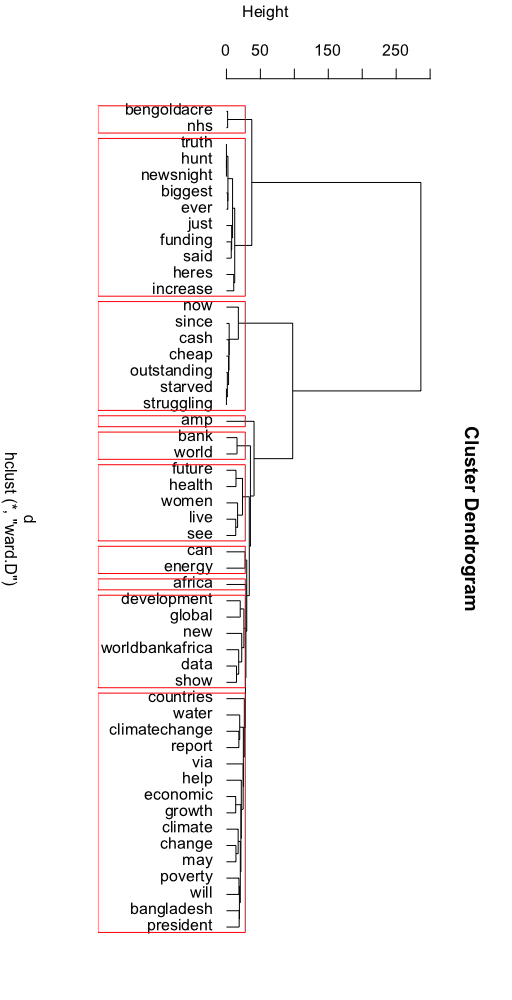 Height
0 50 150 250
bengoldacre
nhs
truth
hunt
newsnight
biggest
ever
just
funding
said
heres
increase
now
since
cash
cheap
outstanding
starved
struggling
amp
bank
world
future
health
women
live
see
can
energy
africa
development
global
new
worldbankafrica
data
show
countries
water
climatechange
report
via
help
economic
growth
climate
change
may
poverty
will
bangladesh
president
Cluster Dendrogram
d
hclust (*, "ward.D")